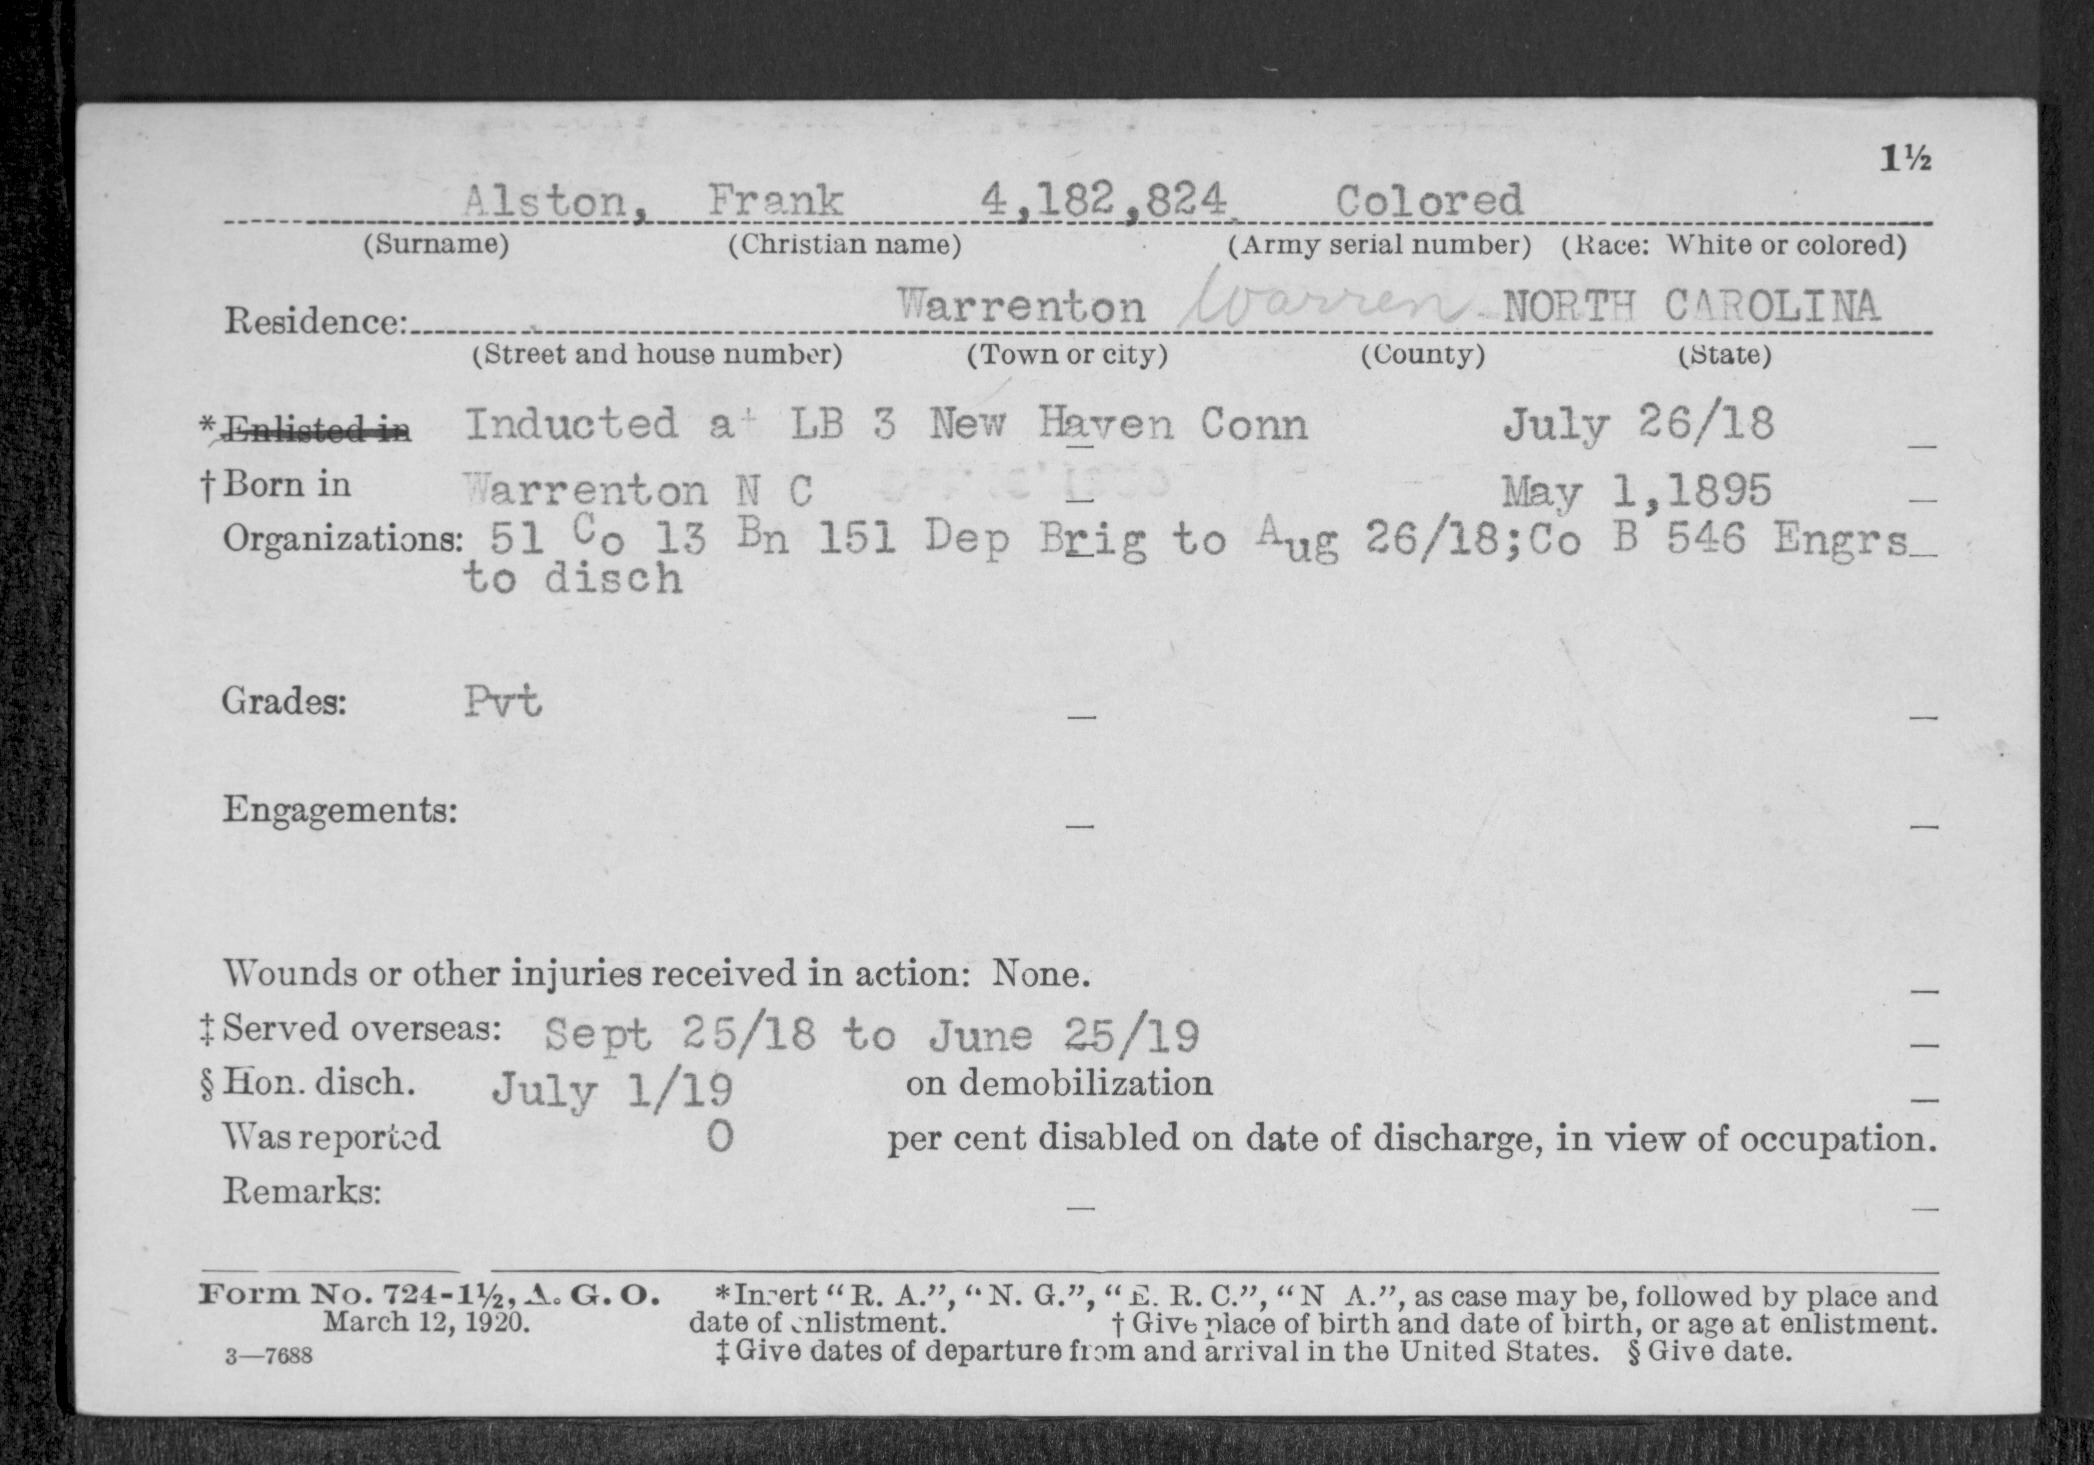 1½
Alston, Frank 4,182,824 Colored
(Surname) (Christian name) (Army serial number) (Race: White or colored)
Residence: Warrenton Warren NORTH CAROLINA
(Street and house number) (Town or city) (County) (State)
*Enlisted in Inducted at LB 3 New Haven Conn July 26/18
†Born in Warrenton N C May 1,1895
Organizations: 51 Co 13 Bn 151 Dep Brig to Aug 26/18;Co B 546 Engrs
to disch
Grades: Pvt
Engagements:
Wounds or other injuries received in action: None.
‡Served overseas: Sept 25/18 to June 25/19
§Hon. disch. July 1/19 on demobilization
Was reported 0 per cent disabled on date of discharge, in view of occupation.
Remarks:
Form No. 724-1½, A. G. O. *Insert "R. A.", "N. G.", "E. R. C.", "N A.", as case may be, followed by place and
March 12, 1920. date of enlistment. †Give place of birth and date of birth, or age at enlistment.
3—7688 ‡Give dates of departure from and arrival in the United States. §Give date.